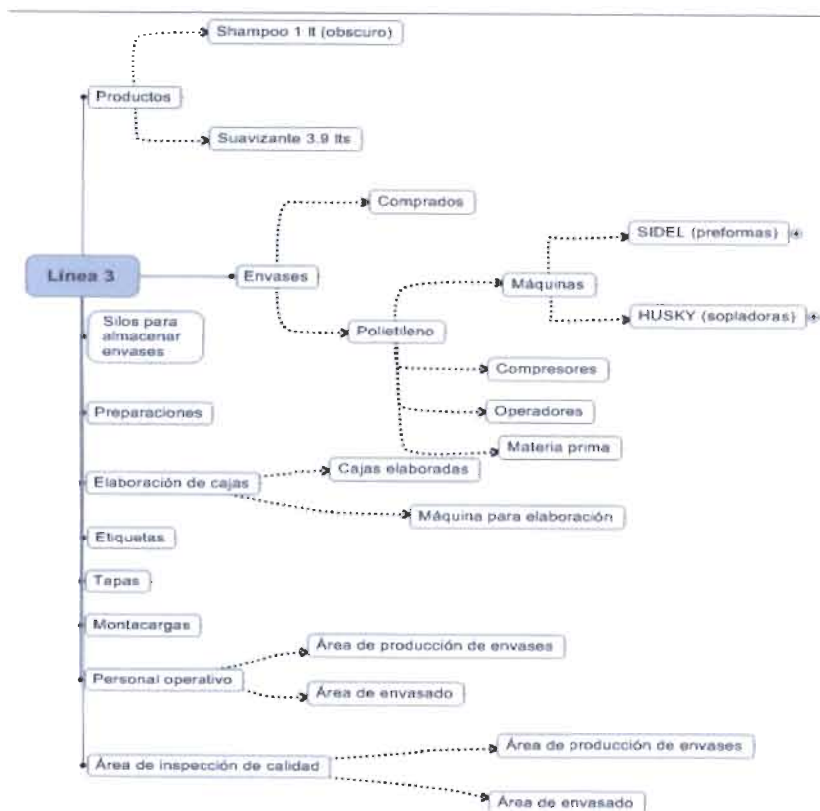 Shampoo 1 lt (obscuro)
Productos
Suavizante 3.9 lts
Comprados
SIDEL (preformas)
Línea 3
Envases
Máquinas
Silos para
almacenar
envases
Polietileno
HUSKY (sopladoras)
Compresores
Preparaciones
Operadores
Materia prima
Elaboración de cajas
Cajas elaboradas
Máquina para elaboración
Etiquetas
Tapas
Montacargas
Área de producción de envases
Personal operativo
Área de envasado
Área de producción de envases
Área de inspección de calidad
Área de envasado